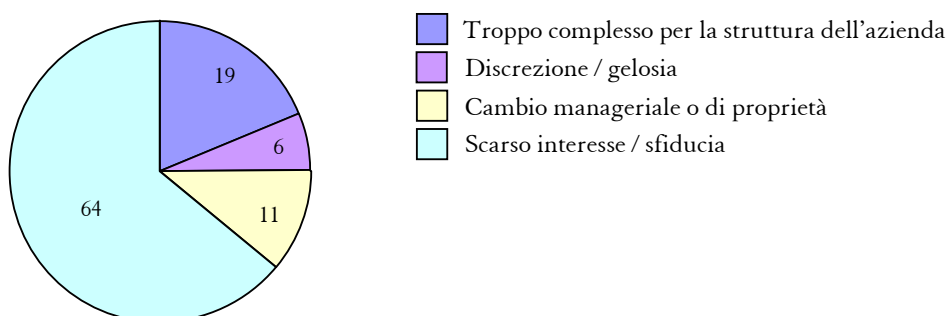 19
6
11
64
Troppo complesso per la struttura dell’azienda
Discrezione / gelosia
Cambio manageriale o di proprietà
Scarso interesse / sfiducia